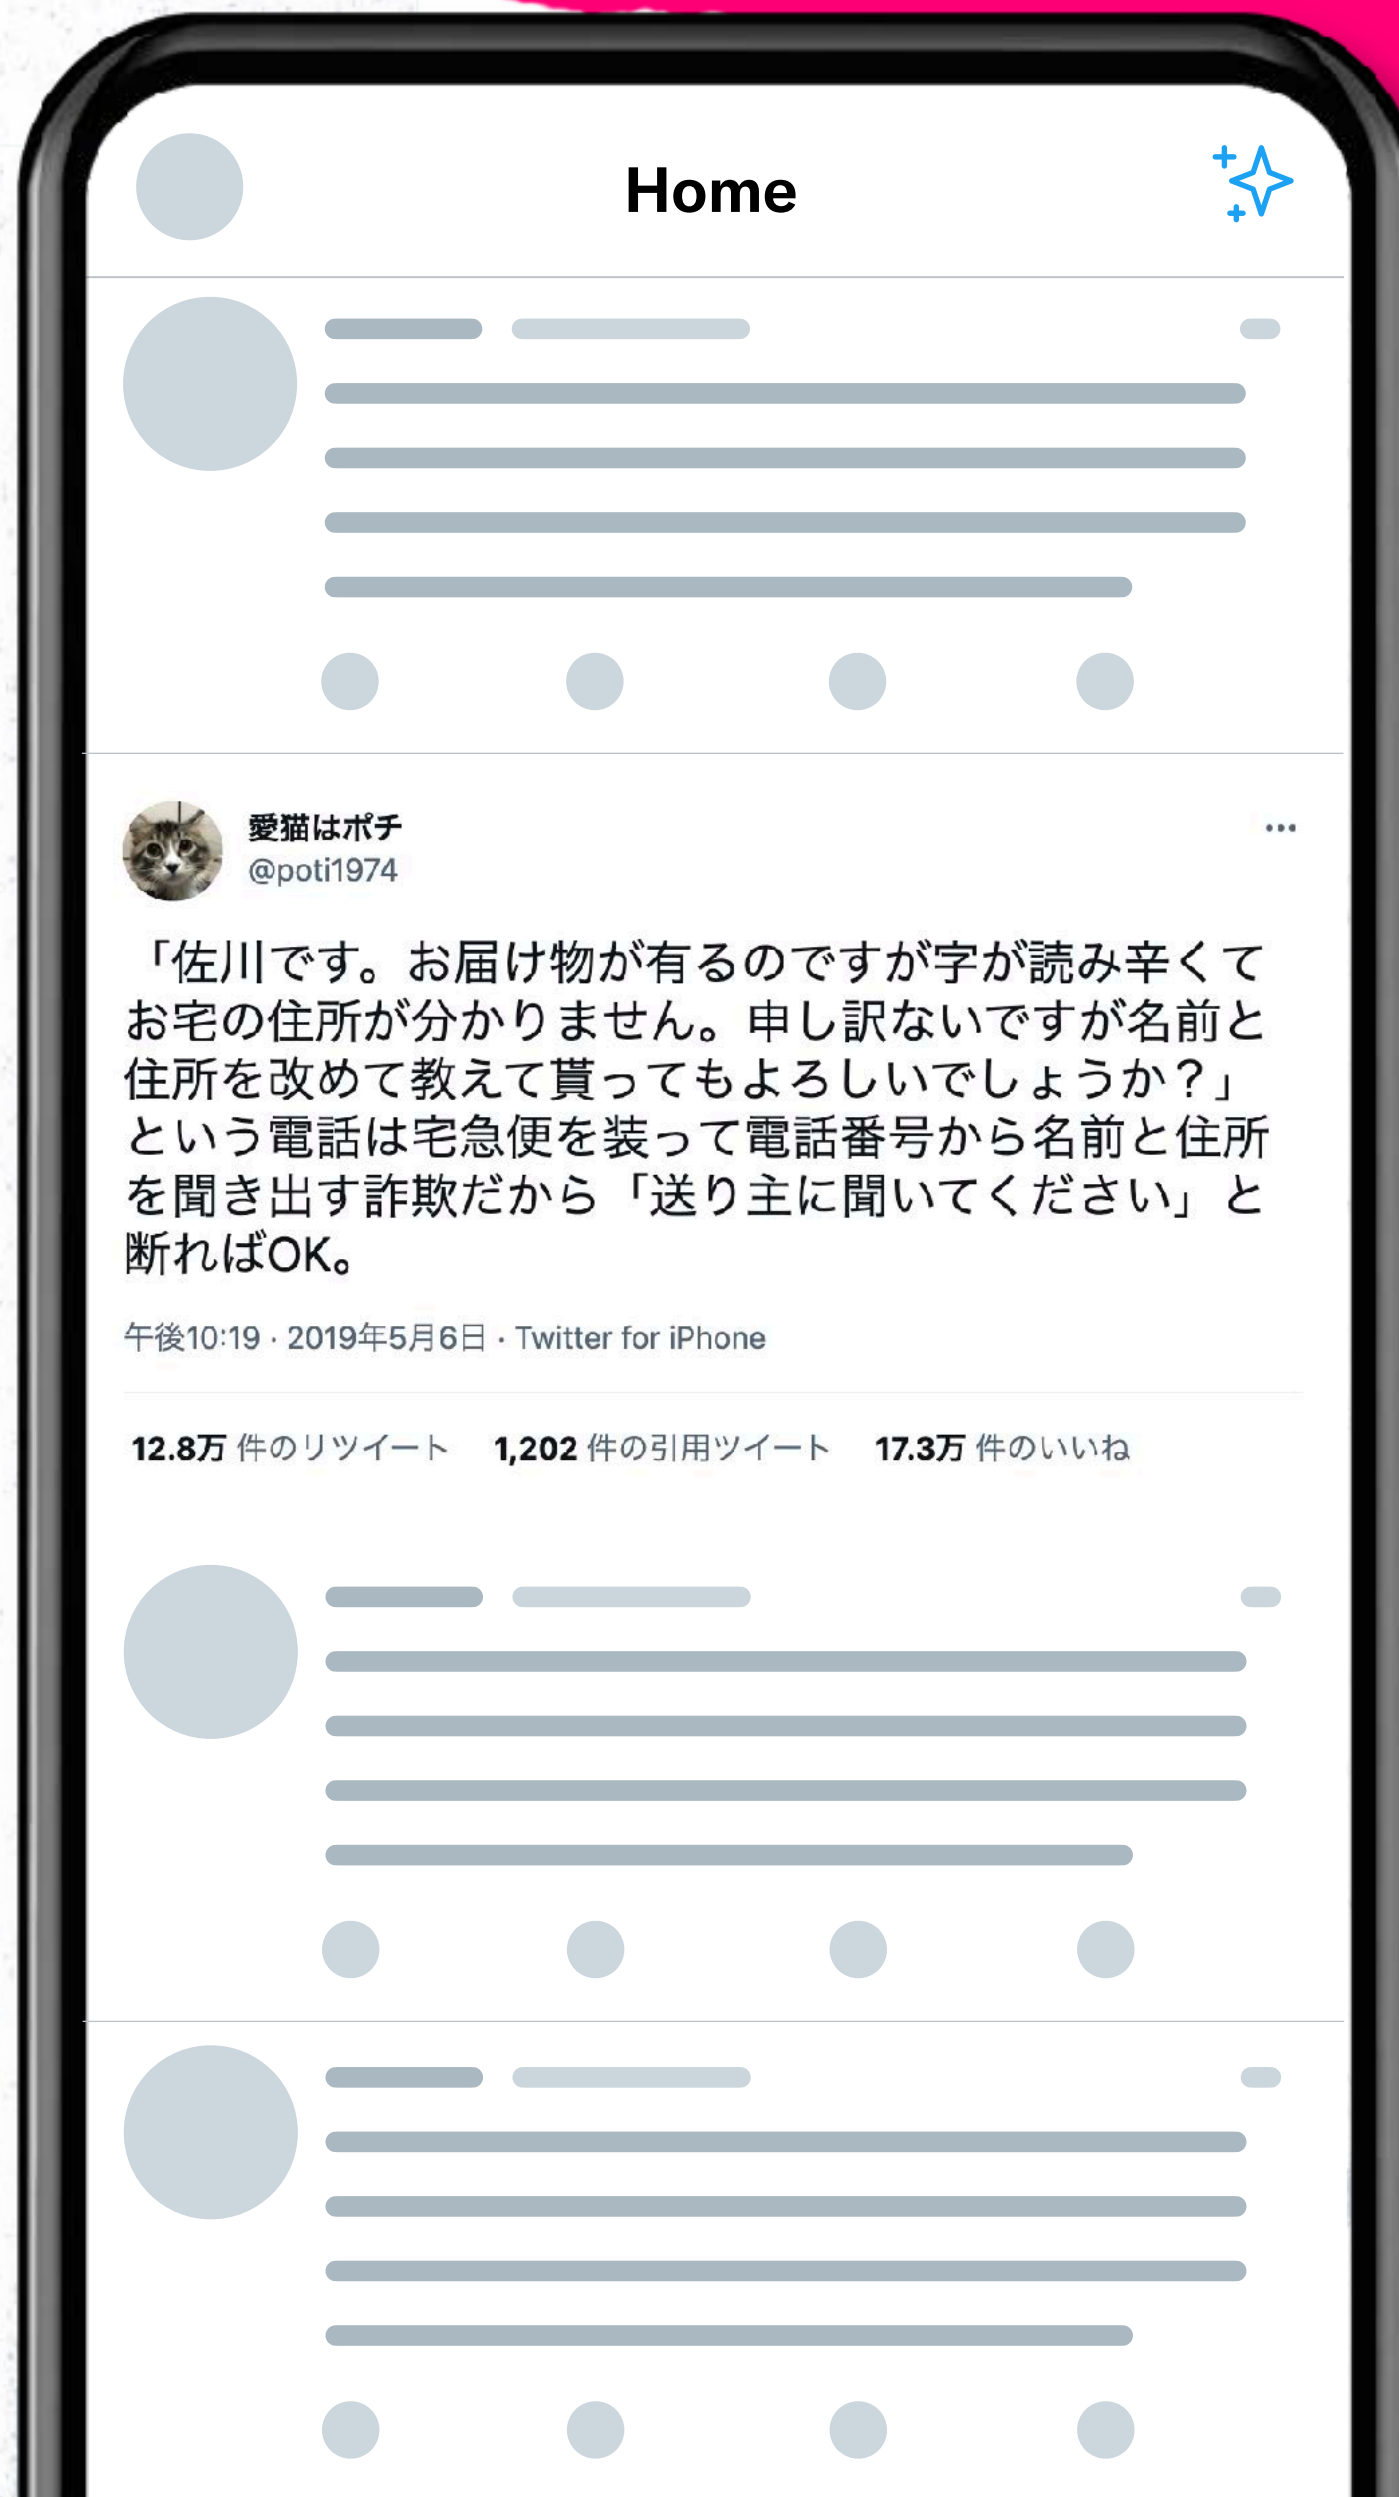 Home
愛猫はポチ
@poti1974
「佐川です。お届け物が有るのですが字が読み辛くて
お宅の住所が分かりません。申し訳ないですが名前と
住所を改めて教えて貰ってもよろしいでしょうか？」
という電話は宅急便を装って電話番号から名前と住所
を聞き出す詐欺だから「送り主に聞いてください」と
断ればOK。
午後10:19 · 2019年5月6日 · Twitter for iPhone
12.8万 件のリツイート 1,202 件の引用ツイート 17.3万 件のいいね